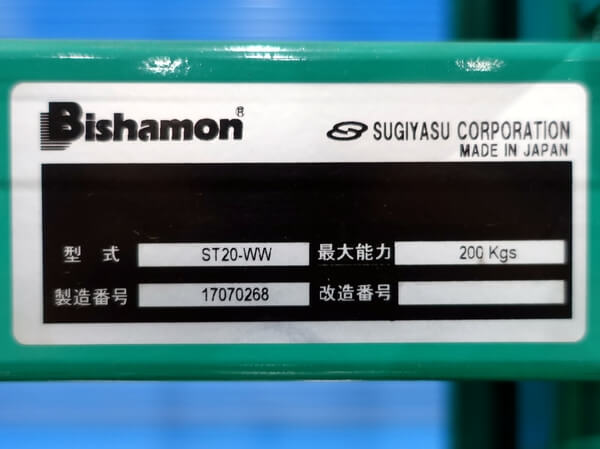 Bishamon®
SUGIYASU CORPORATION
MADE IN JAPAN
型 式 ST20-WW 最大能力 200 Kgs
製造番号 17070268 改造番号